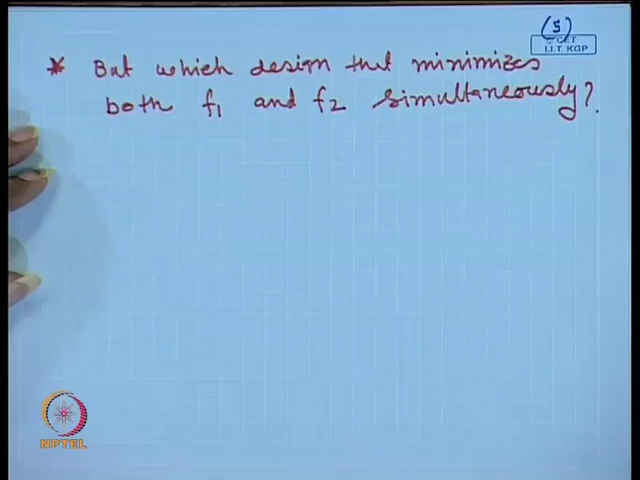 (5)
CET
I.I.T. KGP
* But which design that minimizes
both f1 and f2 simultaneously?
NPTEL